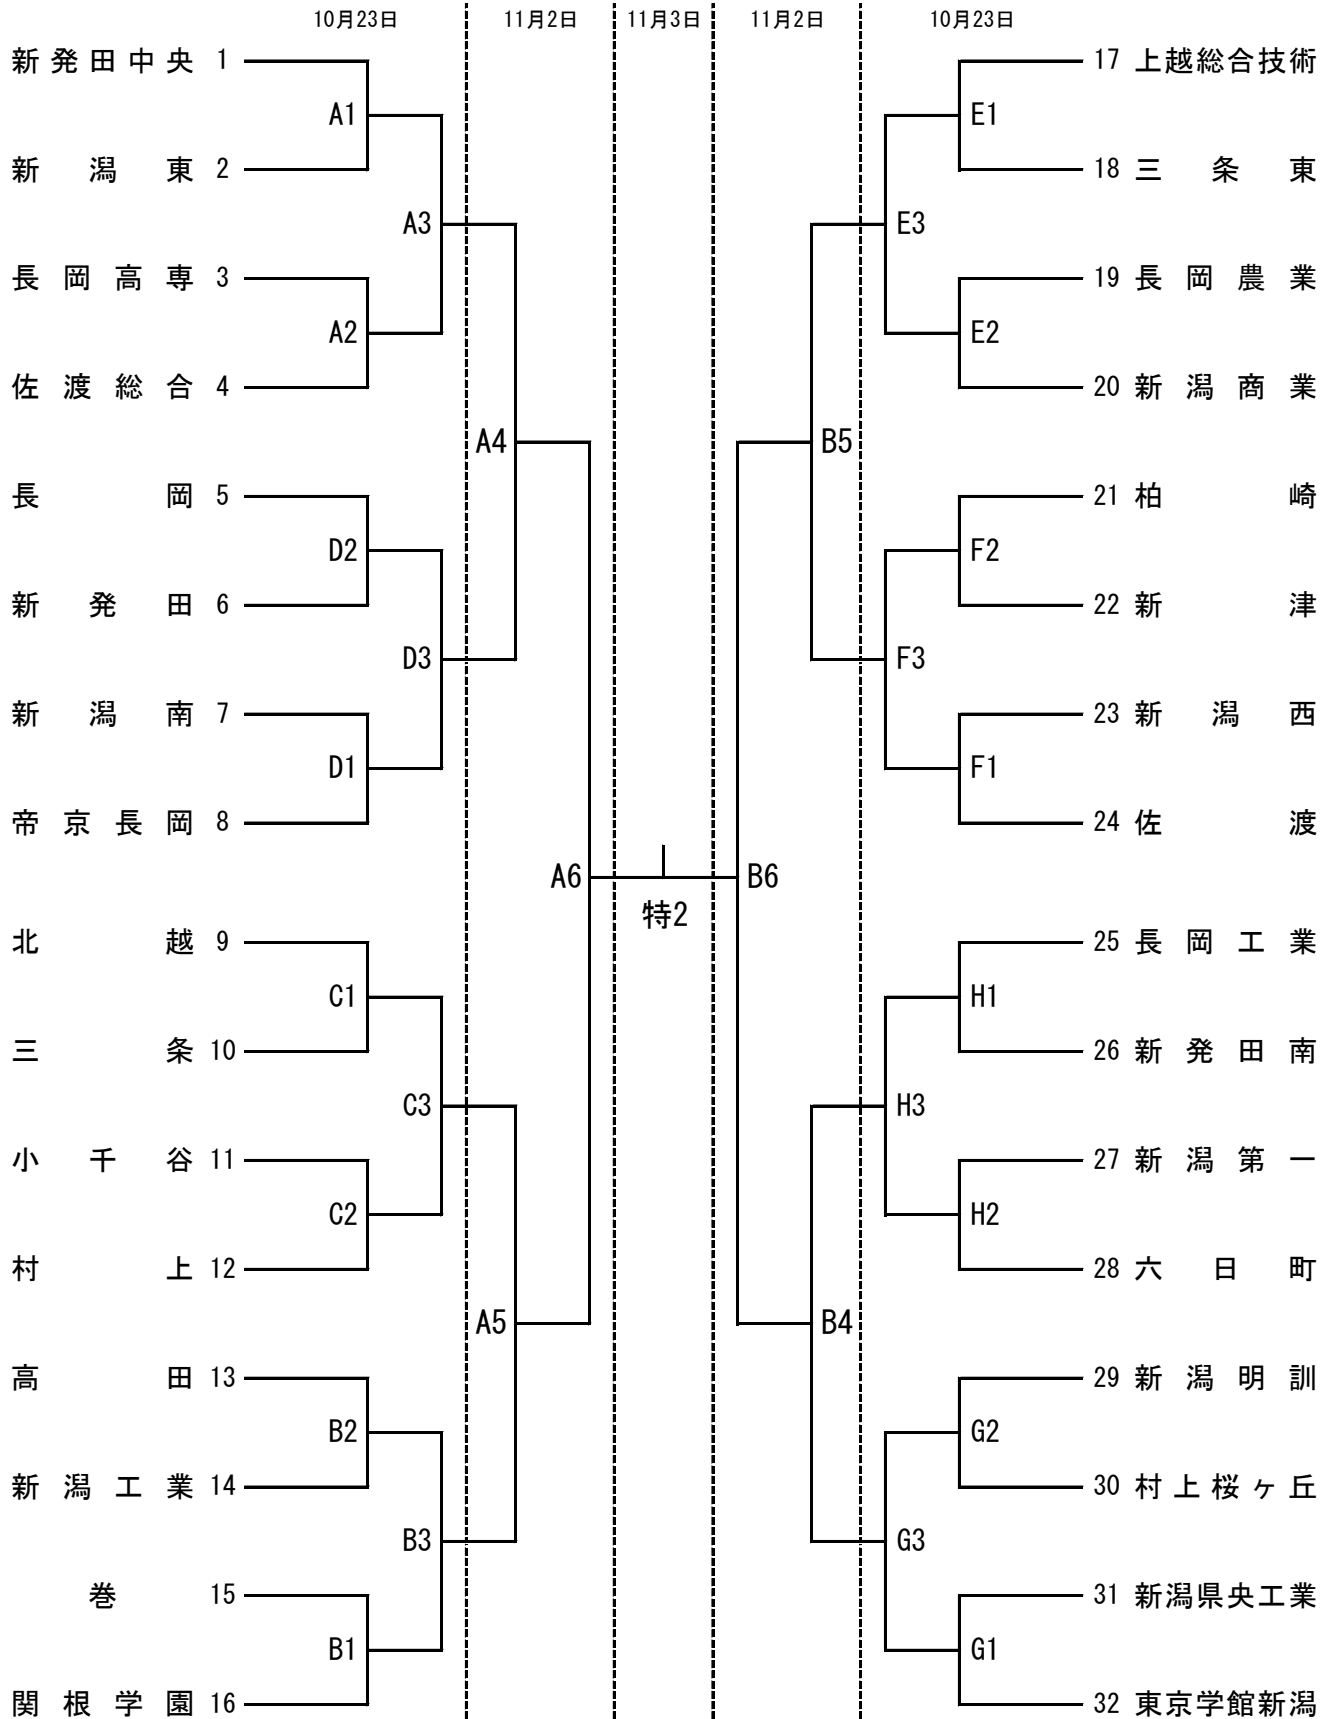 10月23日 11月2日 11月3日 11月2日 10月23日
新発田中央 1
17 上越総合技術
A1
E1
新潟東 2
18 三条東
A3
E3
長岡高専 3
19 長岡農業
A2
E2
佐渡総合 4
20 新潟商業
A4
B5
長岡 5
21 柏崎
D2
F2
新発田 6
22 新津
D3
F3
新潟南 7
23 新潟西
D1
F1
帝京長岡 8
24 佐渡
A6
B6
特2
北越 9
25 長岡工業
C1
H1
三条 10
26 新発田南
C3
H3
小千谷 11
27 新潟第一
C2
H2
村上 12
28 六日町
A5
B4
高田 13
29 新潟明訓
B2
G2
新潟工業 14
30 村上桜ヶ丘
B3
G3
巻 15
31 新潟県央工業
B1
G1
関根学園 16
32 東京学館新潟